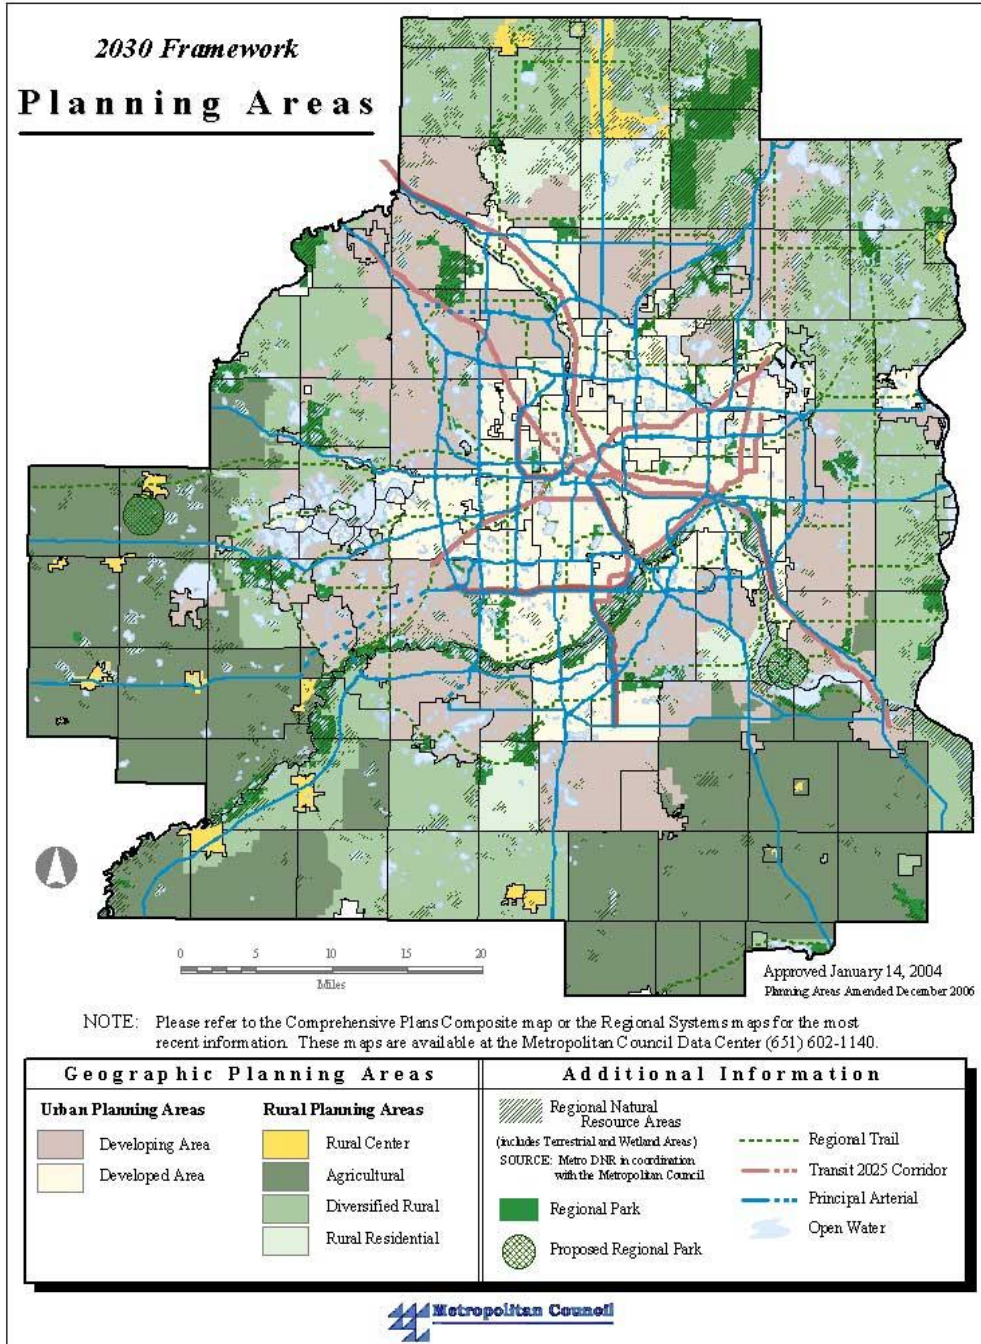 2030 Framework
Planning Areas
0 5 10 15 20
Miles
Approved January 14, 2004
Planning Areas Amended December 2006
NOTE: Please refer to the Comprehensive Plans Composite map or the Regional Systems maps for the most
recent information. These maps are available at the Metropolitan Council Data Center (651) 602-1140.
Geographic Planning Areas
Urban Planning Areas
Developing Area
Developed Area
Rural Planning Areas
Rural Center
Agricultural
Diversified Rural
Rural Residential
Additional Information
Regional Natural
Resource Areas
(includes Terrestrial and Wetland Areas)
SOURCE: Metro DNR in coordination
with the Metropolitan Council
Regional Park
Proposed Regional Park
Regional Trail
Transit 2025 Corridor
Principal Arterial
Open Water
Metropolitan Council